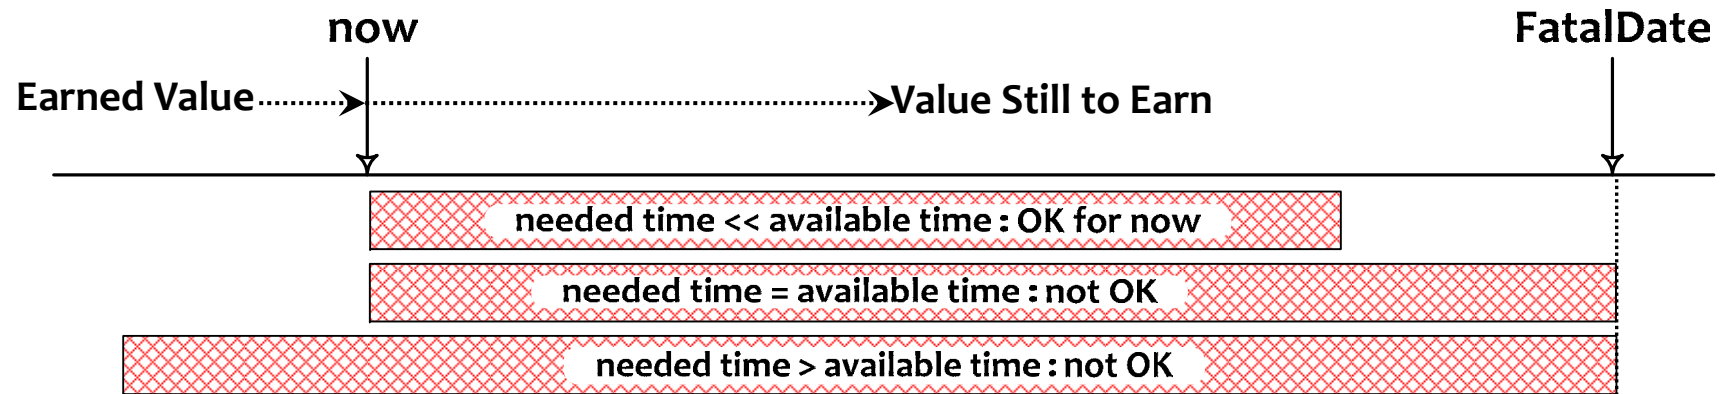 now
FatalDate
Earned Value
Value Still to Earn
needed time << available time : OK for now
needed time = available time : not OK
needed time > available time : not OK